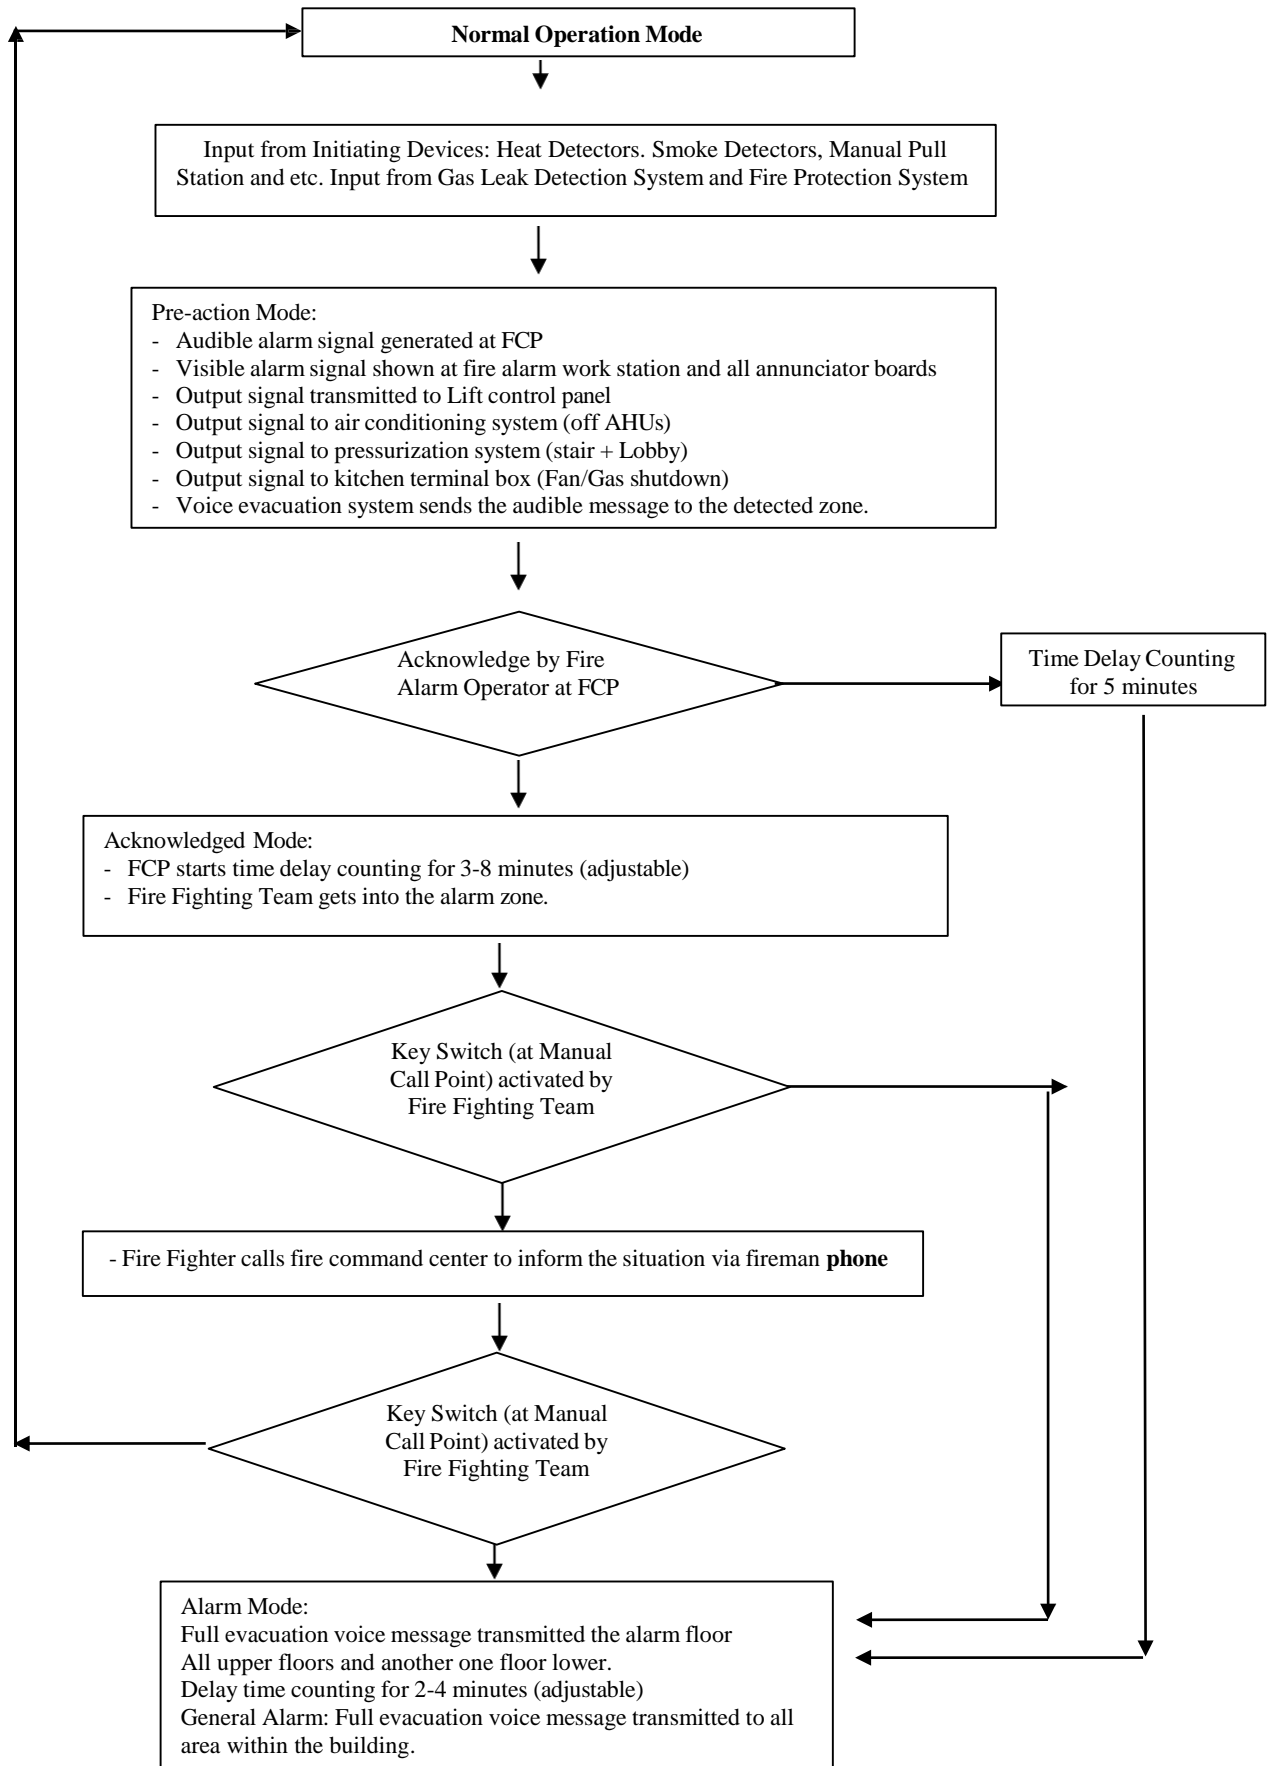 Normal Operation Mode
Input from Initiating Devices: Heat Detectors. Smoke Detectors, Manual Pull
Station and etc. Input from Gas Leak Detection System and Fire Protection System
Pre-action Mode:
- Audible alarm signal generated at FCP
- Visible alarm signal shown at fire alarm work station and all annunciator boards
- Output signal transmitted to Lift control panel
- Output signal to air conditioning system (off AHUs)
- Output signal to pressurization system (stair + Lobby)
- Output signal to kitchen terminal box (Fan/Gas shutdown)
- Voice evacuation system sends the audible message to the detected zone.
Acknowledge by Fire
Alarm Operator at FCP
Time Delay Counting
for 5 minutes
Acknowledged Mode:
- FCP starts time delay counting for 3-8 minutes (adjustable)
- Fire Fighting Team gets into the alarm zone.
Key Switch (at Manual
Call Point) activated by
Fire Fighting Team
- Fire Fighter calls fire command center to inform the situation via fireman phone
Key Switch (at Manual
Call Point) activated by
Fire Fighting Team
Alarm Mode:
Full evacuation voice message transmitted the alarm floor
All upper floors and another one floor lower.
Delay time counting for 2-4 minutes (adjustable)
General Alarm: Full evacuation voice message transmitted to all
area within the building.